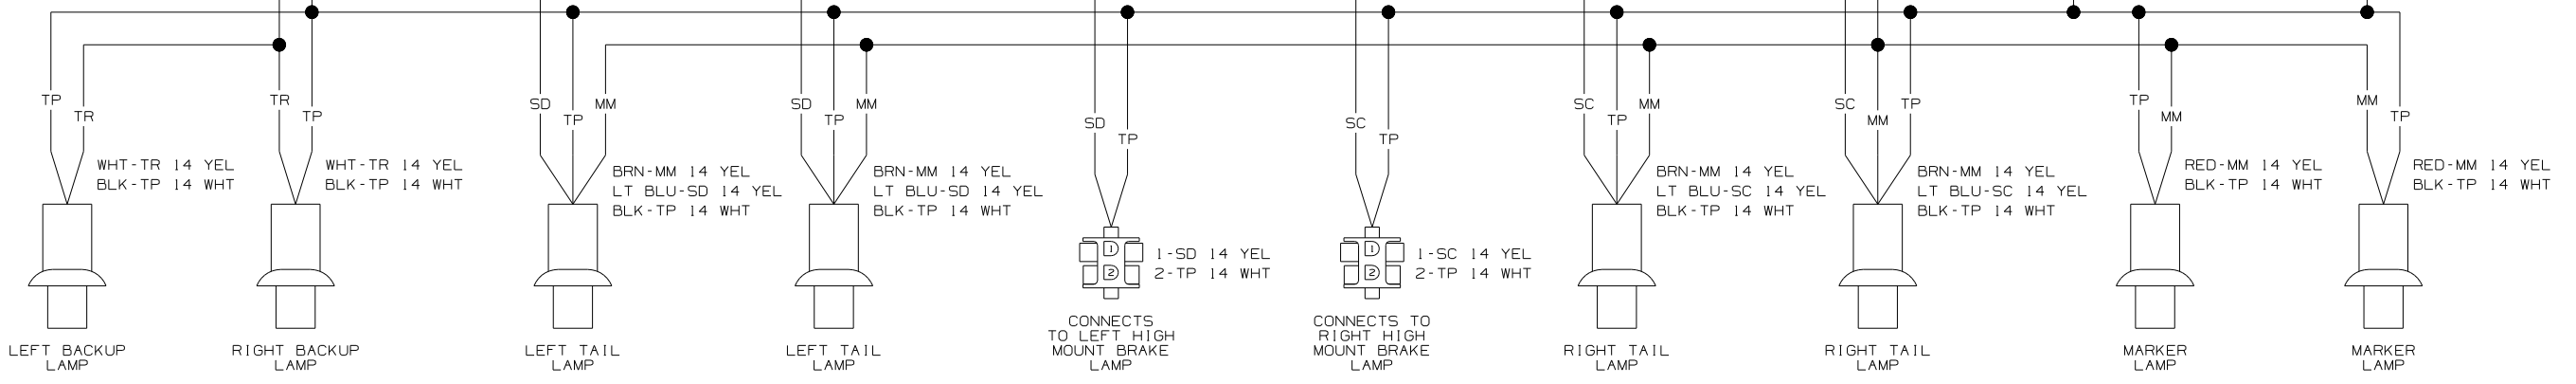 TP
TR
WHT-TR 14 YEL
BLK-TP 14 WHT
LEFT BACKUP
LAMP
TR
TP
WHT-TR 14 YEL
BLK-TP 14 WHT
RIGHT BACKUP
LAMP
SD
TP
MM
BRN-MM 14 YEL
LT BLU-SD 14 YEL
BLK-TP 14 WHT
LEFT TAIL
LAMP
SD
TP
MM
BRN-MM 14 YEL
LT BLU-SD 14 YEL
BLK-TP 14 WHT
LEFT TAIL
LAMP
SD
TP
1
2
1-SD 14 YEL
2-TP 14 WHT
CONNECTS
TO LEFT HIGH
MOUNT BRAKE
LAMP
SC
TP
1
2
1-SC 14 YEL
2-TP 14 WHT
CONNECTS TO
RIGHT HIGH
MOUNT BRAKE
LAMP
SC
TP
MM
BRN-MM 14 YEL
LT BLU-SC 14 YEL
BLK-TP 14 WHT
RIGHT TAIL
LAMP
SC
MM
TP
BRN-MM 14 YEL
LT BLU-SC 14 YEL
BLK-TP 14 WHT
RIGHT TAIL
LAMP
TP
MM
RED-MM 14 YEL
BLK-TP 14 WHT
MARKER
LAMP
MM
TP
RED-MM 14 YEL
BLK-TP 14 WHT
MARKER
LAMP